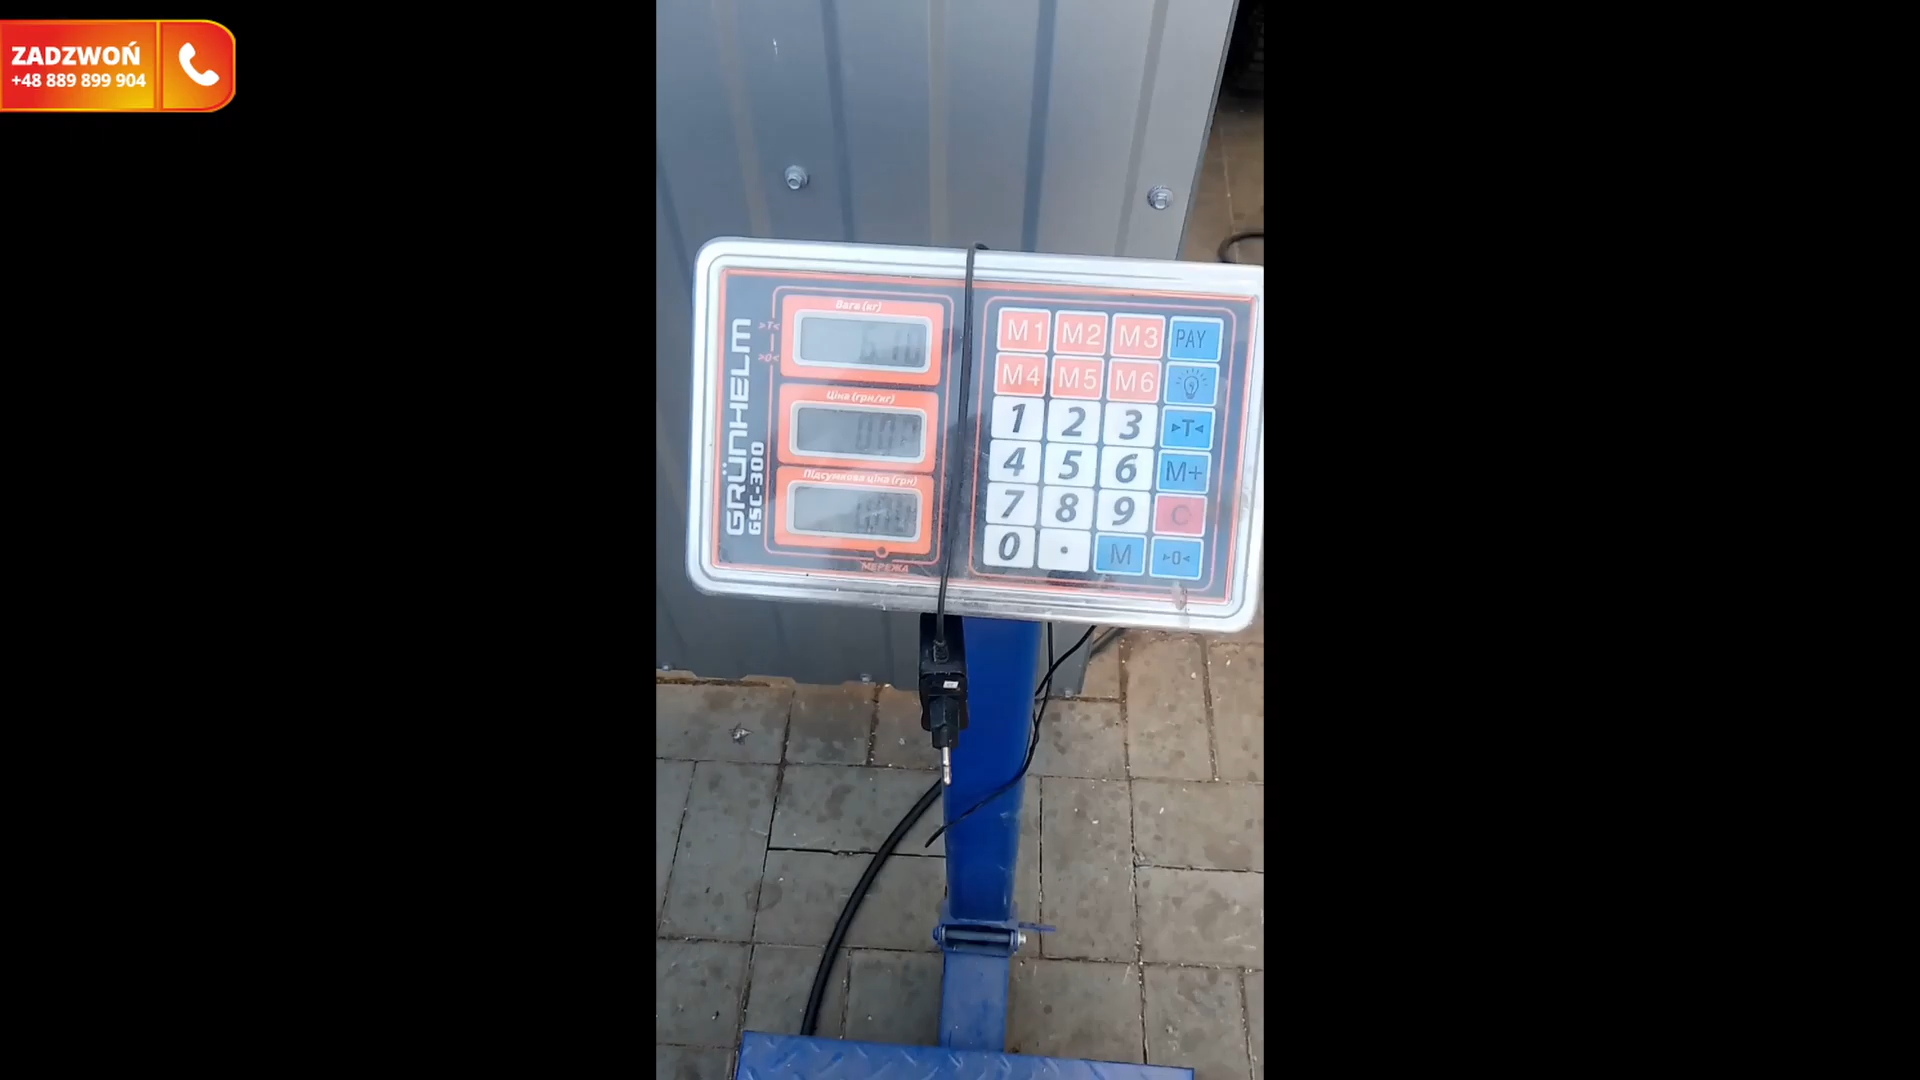 ZADZWOŃ
+48 889 899 904
GRÜNHELM
GSC-300
Вага (кг)
>T<
>0<
Ціна (грн/кг)
Підсумкова ціна (грн)
МЕРЕЖА
M1 M2 M3 PAY
M4 M5 M6
1 2 3 >T<
4 5 6 M+
7 8 9 C
0 . M >0<